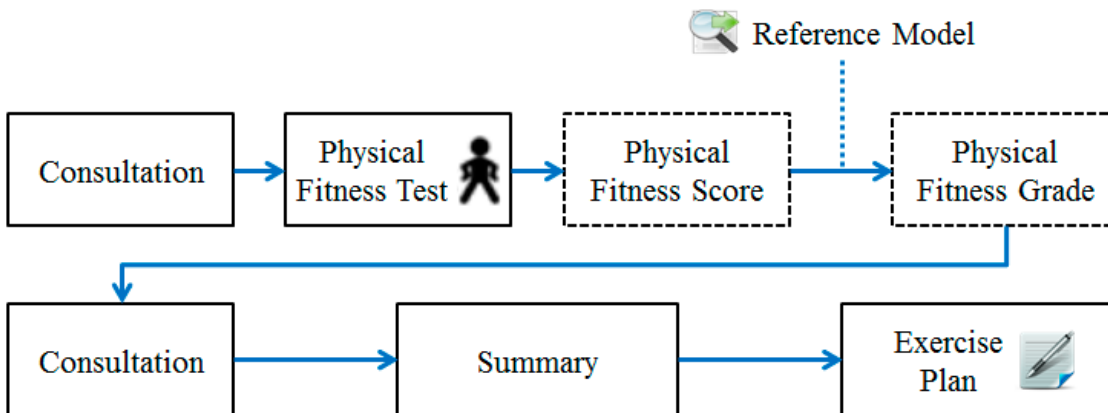 Reference Model
Consultation
Physical
Fitness Test
Physical
Fitness Score
Physical
Fitness Grade
Consultation
Summary
Exercise
Plan